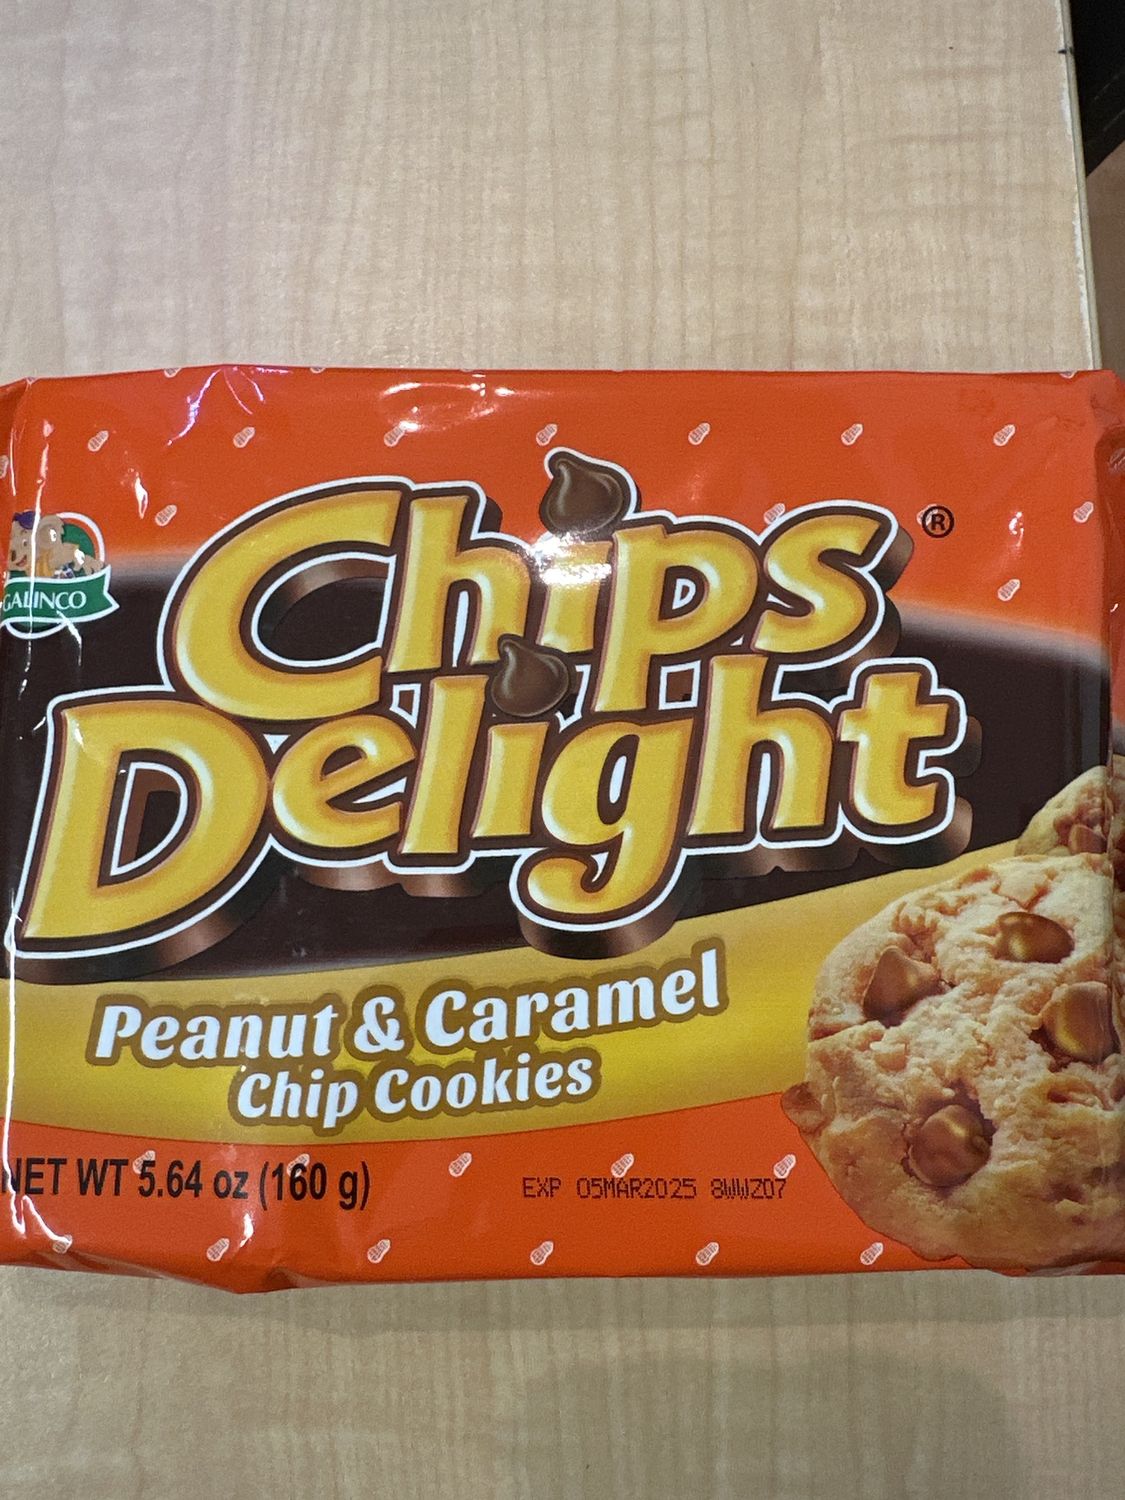 GALINCO
Chips
Delight
®
Peanut & Caramel
Chip Cookies
NET WT 5.64 oz (160 g)
EXP 05MAR2025 8WWZ07